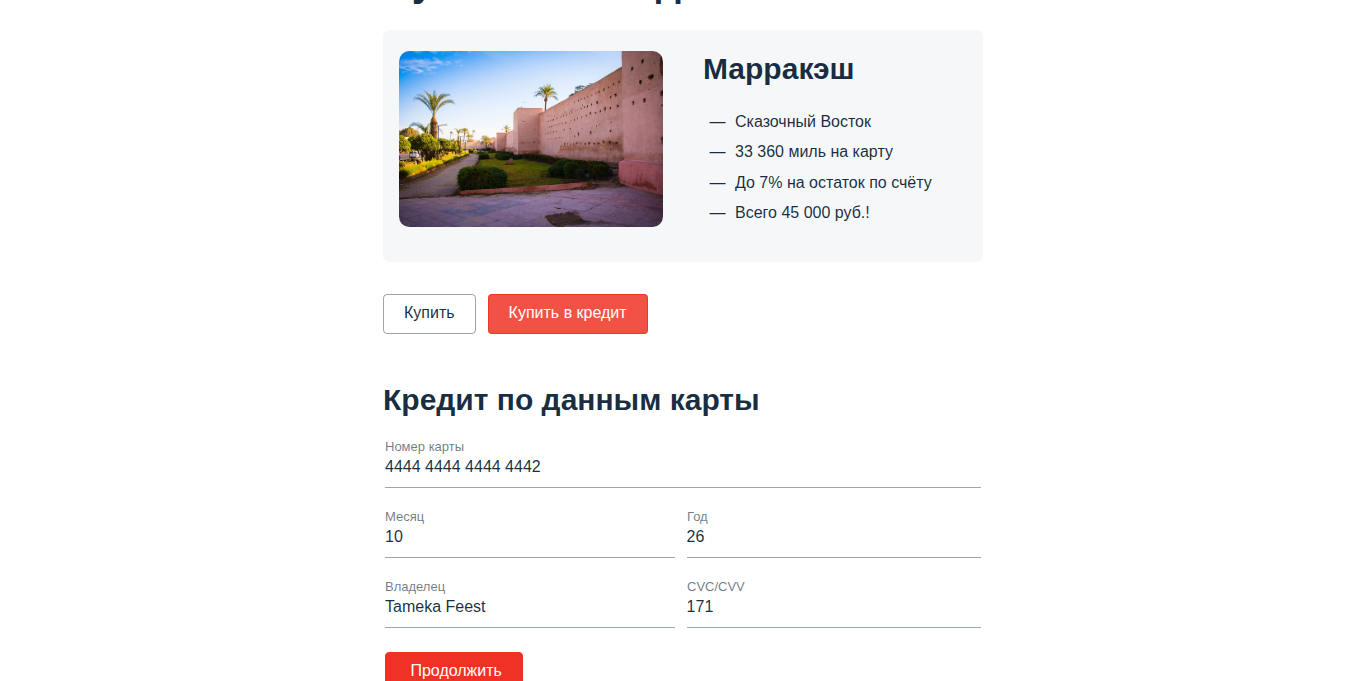 Марракэш
— Сказочный Восток
— 33 360 миль на карту
— До 7% на остаток по счёту
— Всего 45 000 руб.!
Купить
Купить в кредит
Кредит по данным карты
Номер карты
4444 4444 4444 4442
Месяц
Год
10
26
Владелец
CVC/CVV
Tameka Feest
171
Продолжить